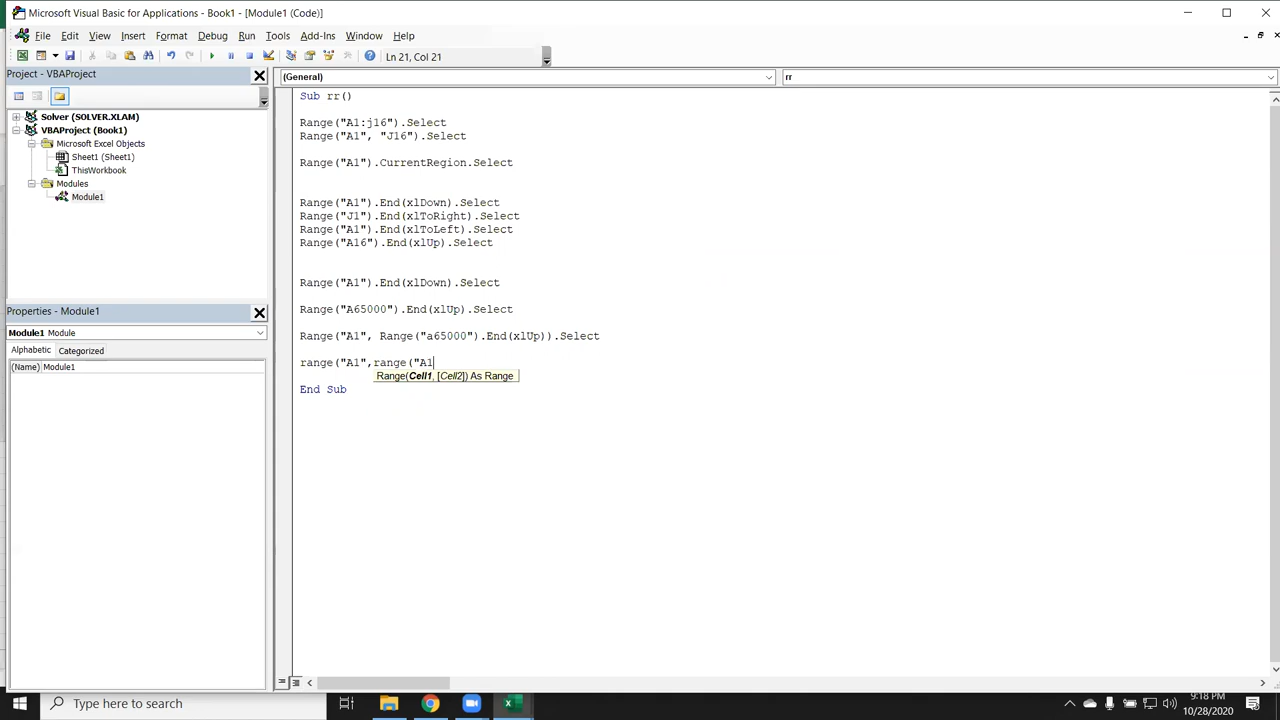 Microsoft Visual Basic for Applications - Book1 - [Module1 (Code)]
File Edit View Insert Format Debug Run Tools Add-Ins Window Help
Ln 21, Col 21
Project - VBAProject
(General)
rr
Solver (SOLVER.XLAM)
VBAProject (Book1)
Microsoft Excel Objects
Sheet1 (Sheet1)
ThisWorkbook
Modules
Module1
Properties - Module1
Module1 Module
Alphabetic Categorized
(Name) Module1
Sub rr()
Range("A1:j16").Select
Range("A1", "J16").Select
Range("A1").CurrentRegion.Select
Range("A1").End(xlDown).Select
Range("J1").End(xlToRight).Select
Range("A1").End(xlToLeft).Select
Range("A16").End(xlUp).Select
Range("A1").End(xlDown).Select
Range("A65000").End(xlUp).Select
Range("A1", Range("a65000").End(xlUp)).Select
range("A1",range("A1
Range(Cell1, [Cell2]) As Range
End Sub
Type here to search
9:18 PM
10/28/2020